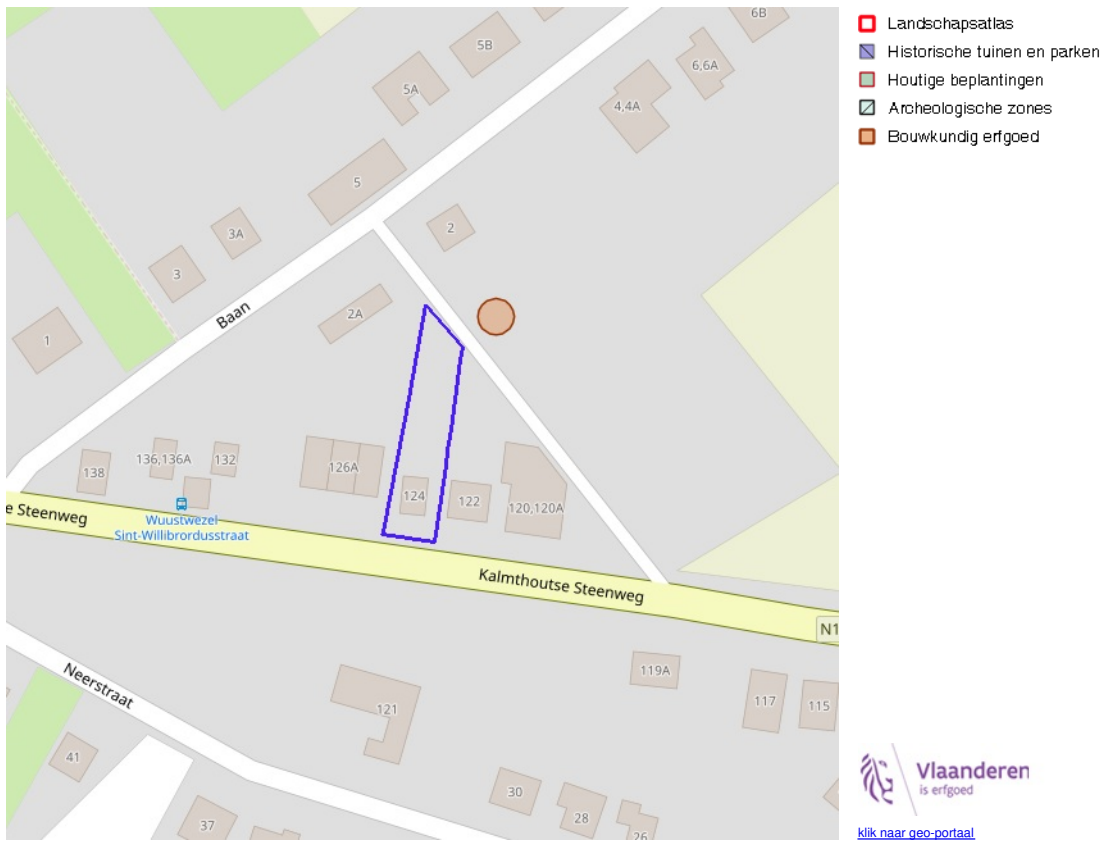 6B
5B
6,6A
5A
4,4A
5
3A
2
3
Baan
2A
1
138
136,136A
132
126A
124
122
120,120A
e Steenweg
Wuustwezel
Sint-Willibrordusstraat
Kalmthoutse Steenweg
N1
Neerstraat
119A
121
117
115
41
30
28
26
37
Landschapsatlas
Historische tuinen en parken
Houtige beplantingen
Archeologische zones
Bouwkundig erfgoed
Vlaanderen
is erfgoed
klik naar geo-portaal